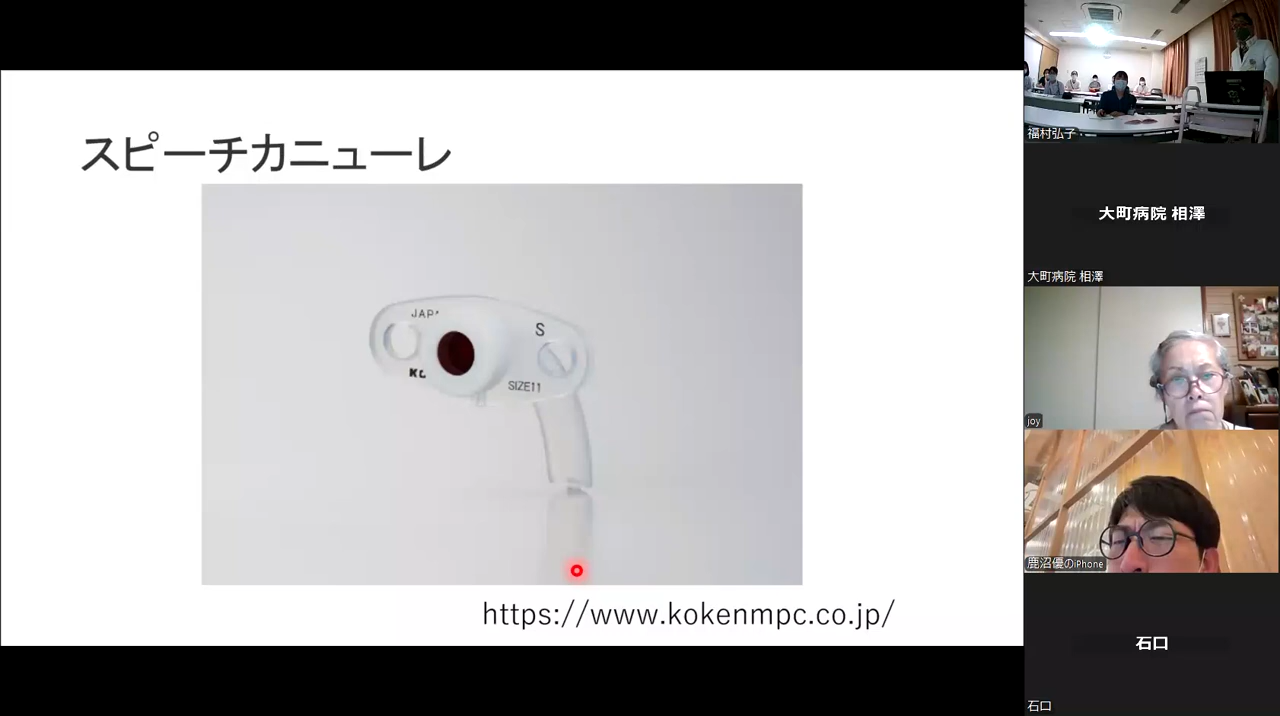 スピーチカニューレ
JAP
KO
S
SIZE11
https://www.kokenmpc.co.jp/
福村弘子
大町病院 相澤
大町病院 相澤
joy
鹿沼優のiPhone
石口
石口